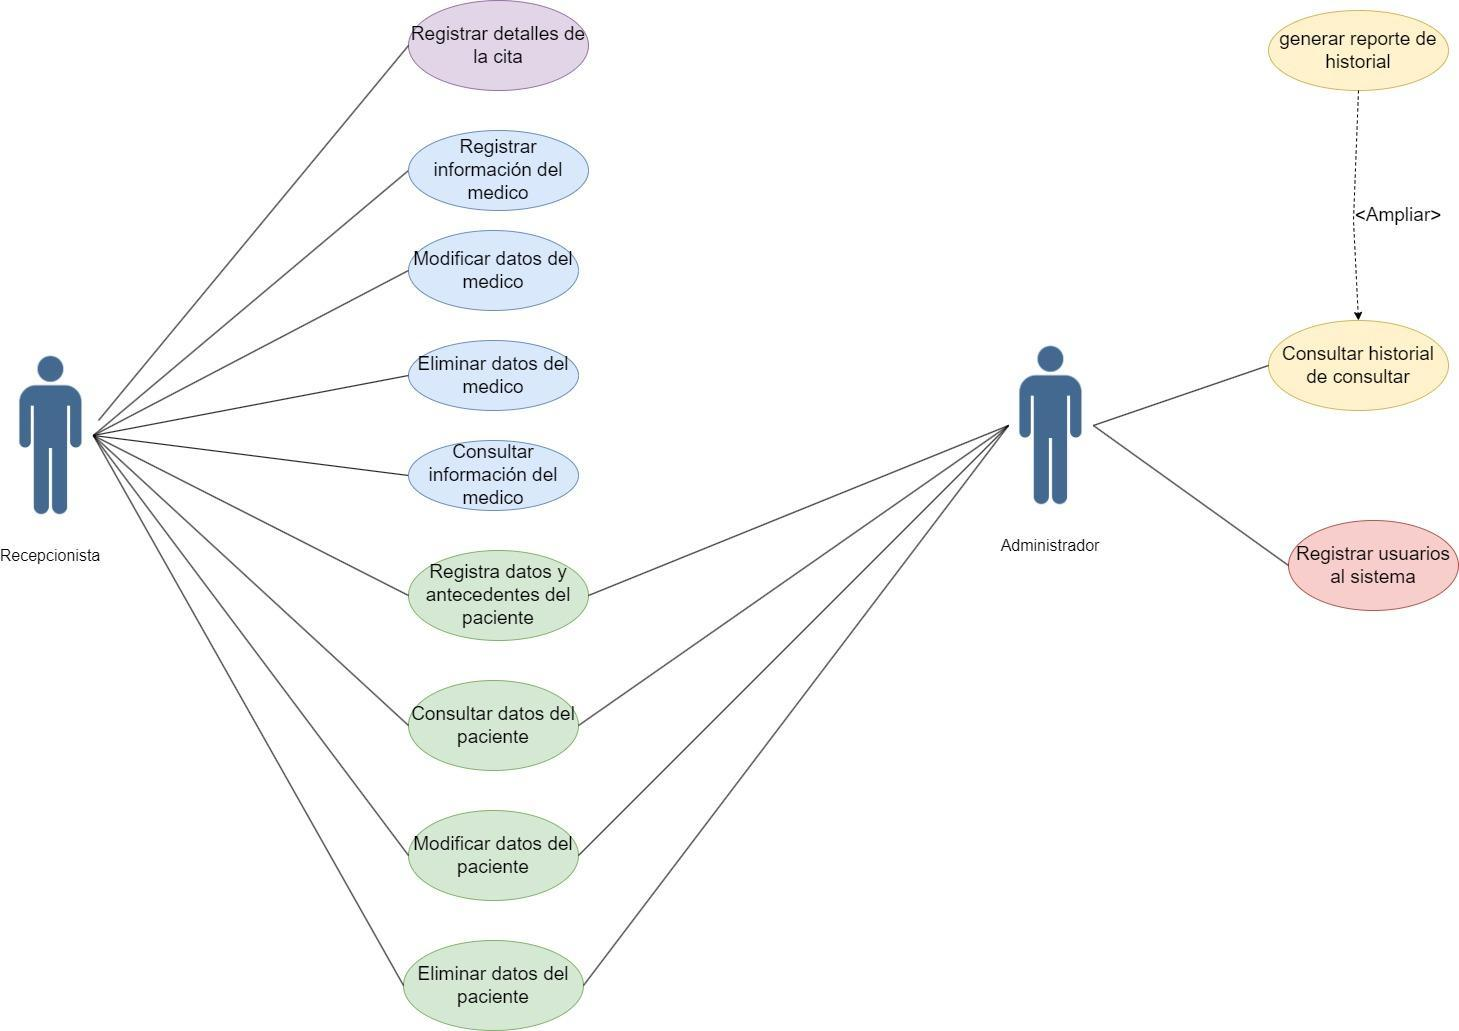 Registrar detalles de
la cita
generar reporte de
historial
Registrar
información del
medico
<Ampliar>
Modificar datos del
medico
Eliminar datos del
medico
Consultar historial
de consultar
Consultar
información del
medico
Recepcionista
Administrador
Registrar usuarios
al sistema
Registra datos y
antecedentes del
paciente
Consultar datos del
paciente
Modificar datos del
paciente
Eliminar datos del
paciente